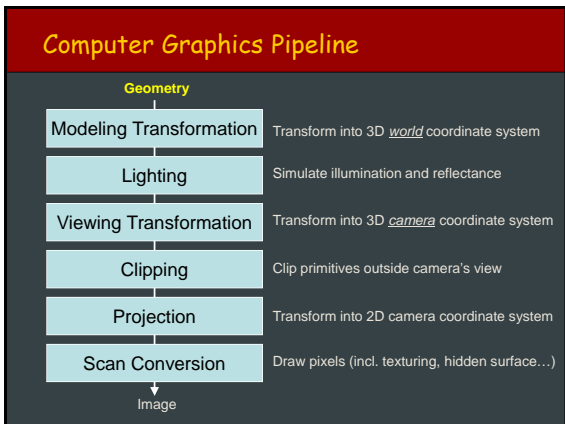 Computer Graphics Pipeline
Geometry
Modeling Transformation Transform into 3D world coordinate system
Lighting Simulate illumination and reflectance
Viewing Transformation Transform into 3D camera coordinate system
Clipping Clip primitives outside camera's view
Projection Transform into 2D camera coordinate system
Scan Conversion Draw pixels (incl. texturing, hidden surface…)
Image